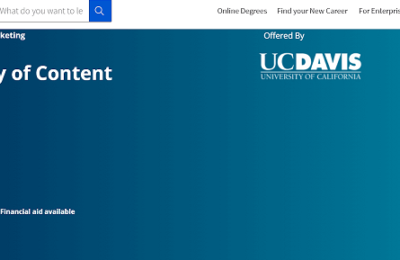 What do you want to le
Online Degrees Find your New Career For Enterpris
keting
Offered By
y of Content
UCDAVIS
UNIVERSITY OF CALIFORNIA
Financial aid available